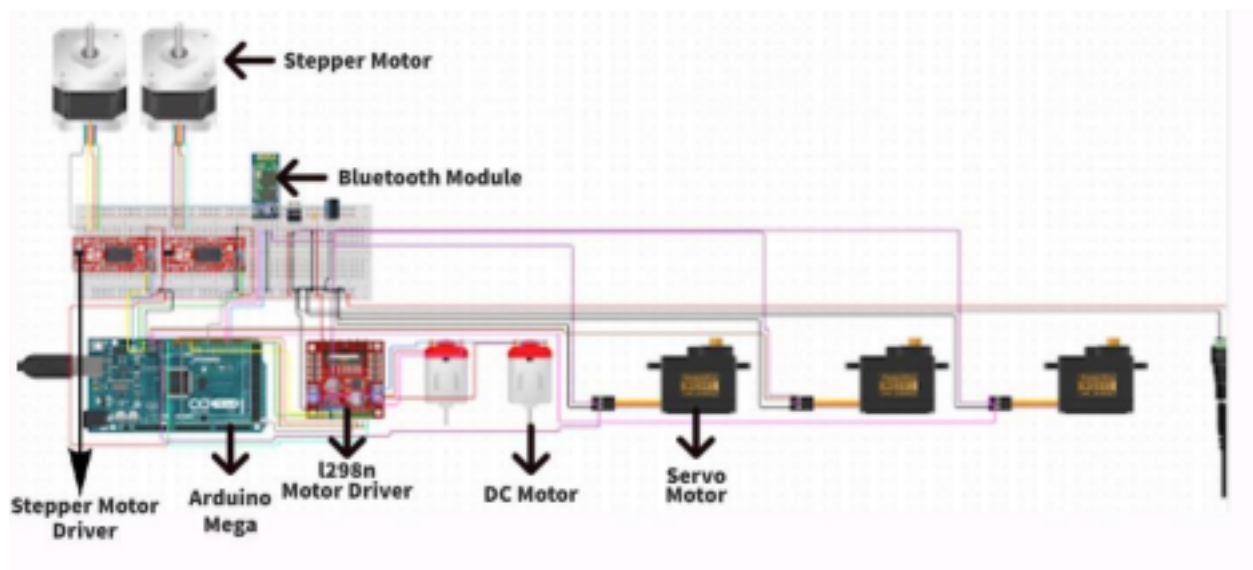 Stepper Motor
Bluetooth Module
l298n
Motor Driver
DC Motor
Servo
Motor
Arduino
Mega
Stepper Motor
Driver